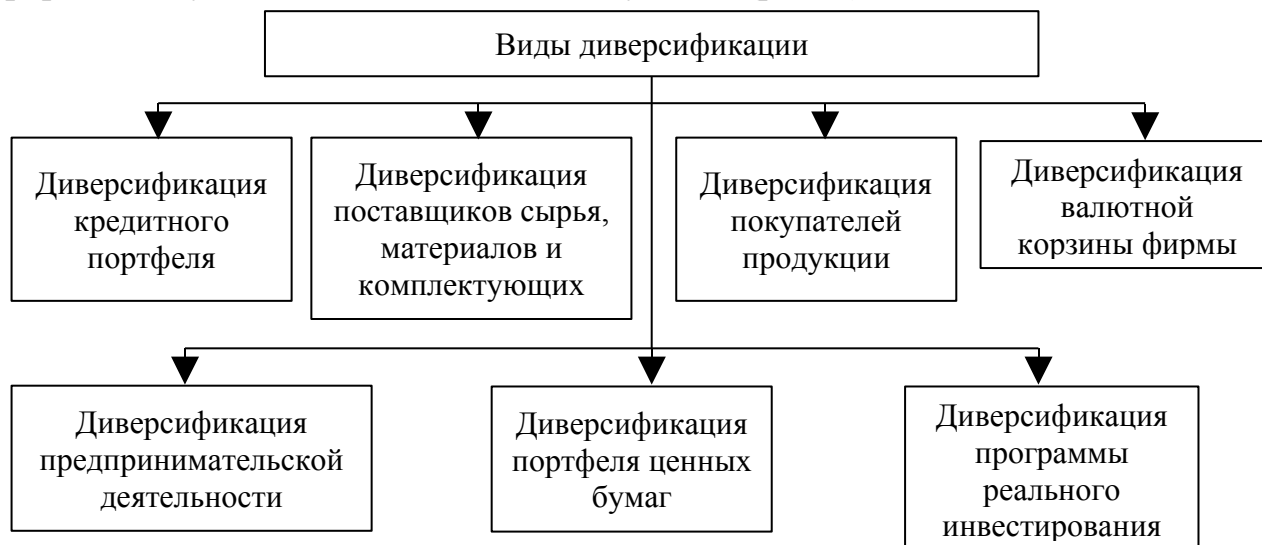 Виды диверсификации
Диверсификация
кредитного
портфеля
Диверсификация
поставщиков сырья,
материалов и
комплектующих
Диверсификация
покупателей
продукции
Диверсификация
валютной
корзины фирмы
Диверсификация
предпринимательской
деятельности
Диверсификация
портфеля ценных
бумаг
Диверсификация
программы
реального
инвестирования